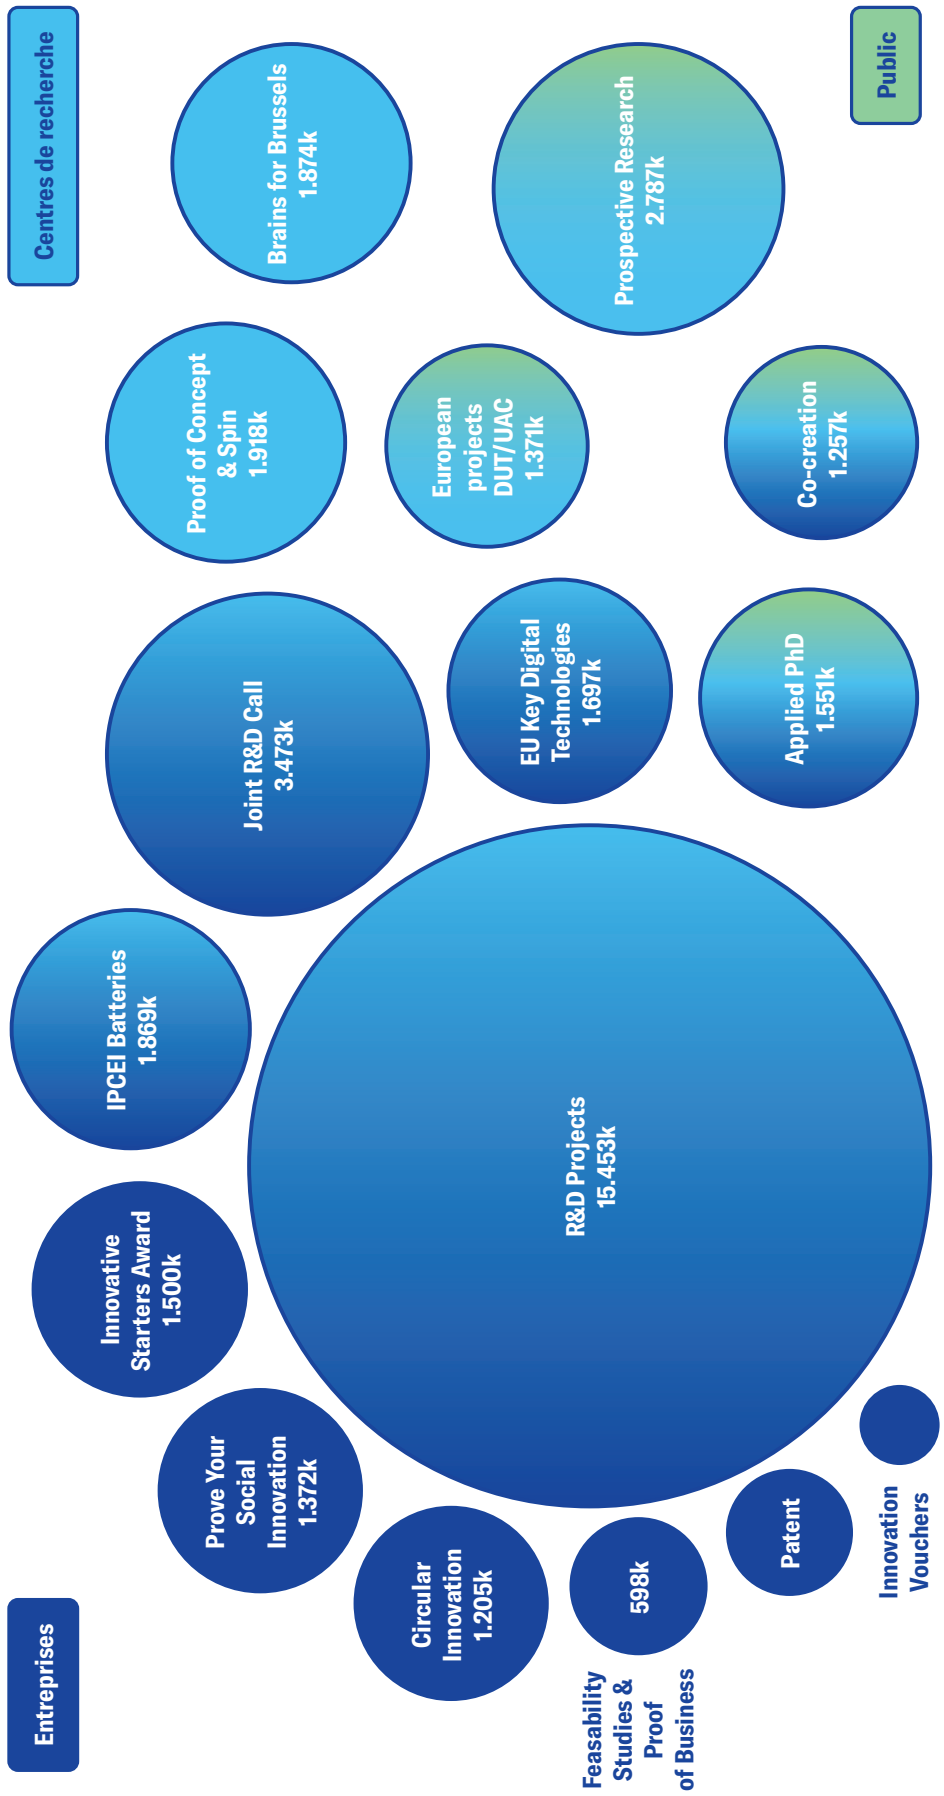 Entreprises
Centres de recherche
Public
IPCEI Batteries
1.869k
Innovative
Starters Award
1.500k
Prove Your
Social
Innovation
1.372k
Circular
Innovation
1.205k
Feasability
Studies &
Proof
of Business
598k
Patent
Innovation
Vouchers
R&D Projects
15.453k
Joint R&D Call
3.473k
EU Key Digital
Technologies
1.697k
Applied PhD
1.551k
Proof of Concept
& Spin
1.918k
European
projects
DUT/UAC
1.371k
Co-creation
1.257k
Brains for Brussels
1.874k
Prospective Research
2.787k